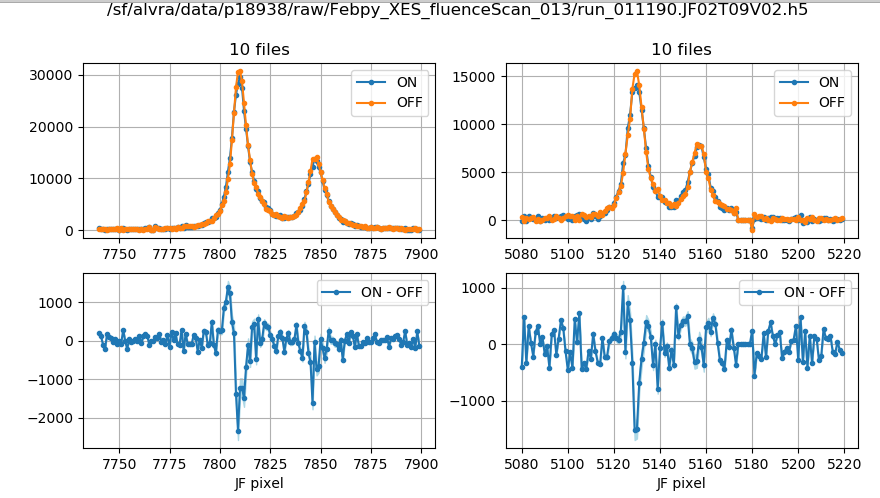 /sf/alvra/data/p18938/raw/Febpy_XES_fluenceScan_013/run_011190.JF02T09V02.h5
10 files
30000
20000
10000
0
ON
OFF
7750 7775 7800 7825 7850 7875 7900
10 files
15000
10000
5000
0
ON
OFF
5080 5100 5120 5140 5160 5180 5200 5220
1000
0
−1000
−2000
ON - OFF
7750 7775 7800 7825 7850 7875 7900
JF pixel
1000
0
−1000
ON - OFF
5080 5100 5120 5140 5160 5180 5200 5220
JF pixel